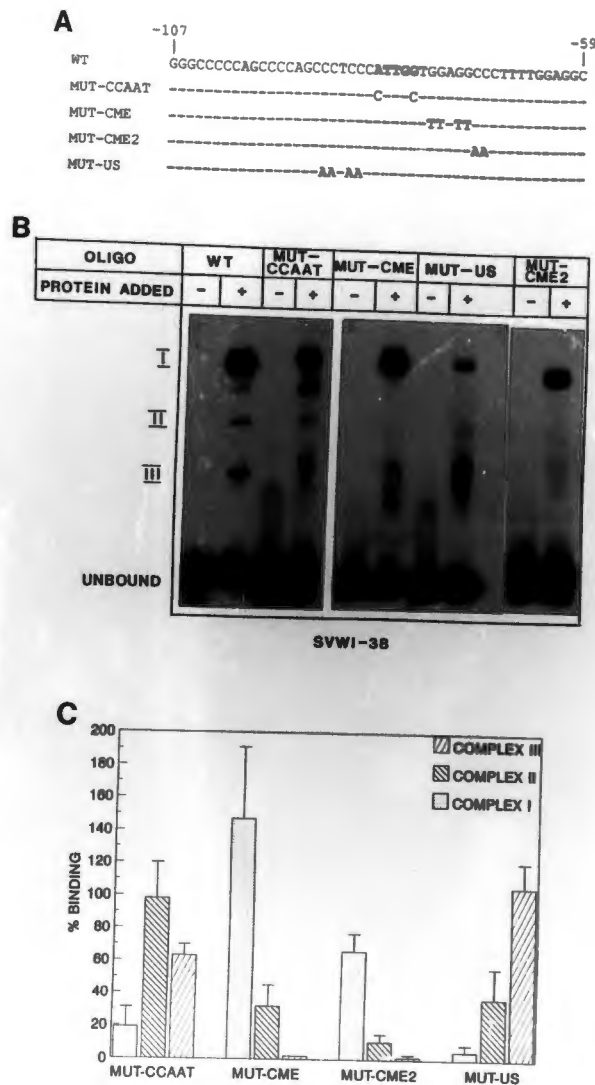 A
-107 -59
WT GGGCCCCCAGCCCCAGCCCTCCCATTGGTGGAGGCCCTTTTGGAGGC
MUT-CCAAT -----------------------C---C------------------
MUT-CME -----------------------------TT-TT-------------
MUT-CME2 ----------------------------------AA-----------
MUT-US -----------------AA-AA-------------------------
B
OLIGO WT MUT-CCAAT MUT-CME MUT-US MUT-CME2
PROTEIN ADDED - + - + - + - + - +
I
II
III
UNBOUND
SVWI-38
C
% BINDING
200
180
160
140
120
100
80
60
40
20
0
COMPLEX III
COMPLEX II
COMPLEX I
MUT-CCAAT MUT-CME MUT-CME2 MUT-US